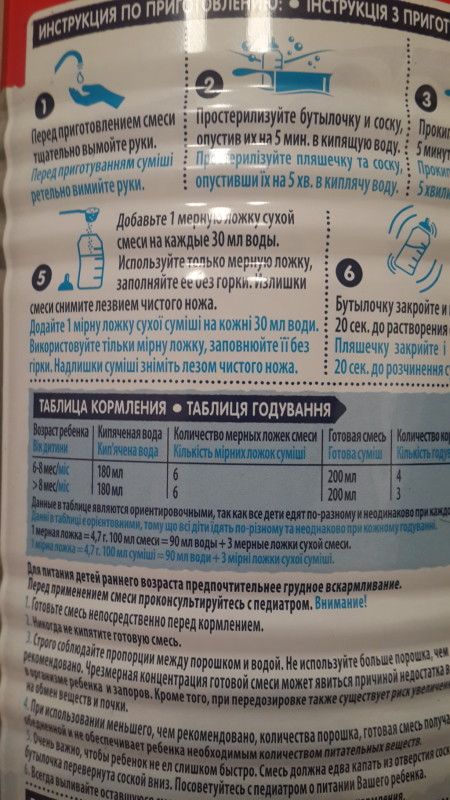 ИНСТРУКЦИЯ ПО ПРИГОТОВЛЕНИЮ: • ІНСТРУКЦІЯ З ПРИГОТ
1
Перед приготовлением смеси
тщательно вымойте руки.
Перед приготуванням суміші
ретельно вимийте руки.
2
Простерилизуйте бутылочку и соску,
опустив их на 5 мин. в кипящую воду.
Простерилізуйте пляшечку та соску,
опустивши їх на 5 хв. в киплячу воду.
3
5 минут
5 хвили
5
Добавьте 1 мерную ложку сухой
смеси на каждые 30 мл воды.
Используйте только мерную ложку,
заполняйте её без горки. Излишки
смеси снимите лезвием чистого ножа.
Додайте 1 мірну ложку сухої суміші на кожні 30 мл води.
Використовуйте тільки мірну ложку, заповнюйте її без
гірки. Надлишки суміші зніміть лезом чистого ножа.
6
Бутылочку закройте и
20 сек. до растворения
Пляшечку закрийте і
20 сек. до розчинення
ТАБЛИЦА КОРМЛЕНИЯ • ТАБЛИЦЯ ГОДУВАННЯ
Возраст ребенка Кипяченая вода Количество мерных ложек смеси Готовая смесь Количество кор
Вік дитини Кип'ячена вода Кількість мірних ложок суміші Готова суміш Кількість году
6-8 мес/міс 180 мл 6 200 мл 4
> 8 мес/міс 180 мл 6 200 мл 3
Данные в таблице являются ориентировочными, так как все дети едят по-разному и неодинаково при каждо
Данні в таблиці є орієнтовними, тому що всі діти їдять по-різному та неоднаково при кожному годуванні.
1 мерная ложка = 4,7 г. 100 мл смеси = 90 мл воды + 3 мерные ложки сухой смеси.
1 мірна ложка = 4,7 г. 100 мл суміші = 90 мл води + 3 мірні ложки сухої суміші.
Для питания детей раннего возраста предпочтительнее грудное вскармливание.
Перед применением смеси проконсультируйтесь с педиатром. Внимание!
1. Готовьте смесь непосредственно перед кормлением.
2. Никогда не кипятите готовую смесь.
3. Строго соблюдайте пропорции между порошком и водой. Не используйте больше порошка, чем
рекомендовано. Чрезмерная концентрация готовой смеси может явиться причиной недостатка в
в организме ребенка и запоров. Кроме того, при передозировке также существует риск увеличен
на обмен веществ и почки.
4. При использовании меньшего, чем рекомендовано, количества порошка, готовая смесь получа
обедненной и не обеспечивает ребенка необходимым количеством питательных веществ.
5. Очень важно, чтобы ребенок не ел слишком быстро. Смесь должна едва капать из отверстия соск
бутылочка перевернута соской вниз. Посоветуйтесь с педиатром о питании Вашего ребенка.
6. Всегда выливайте оставшуюся